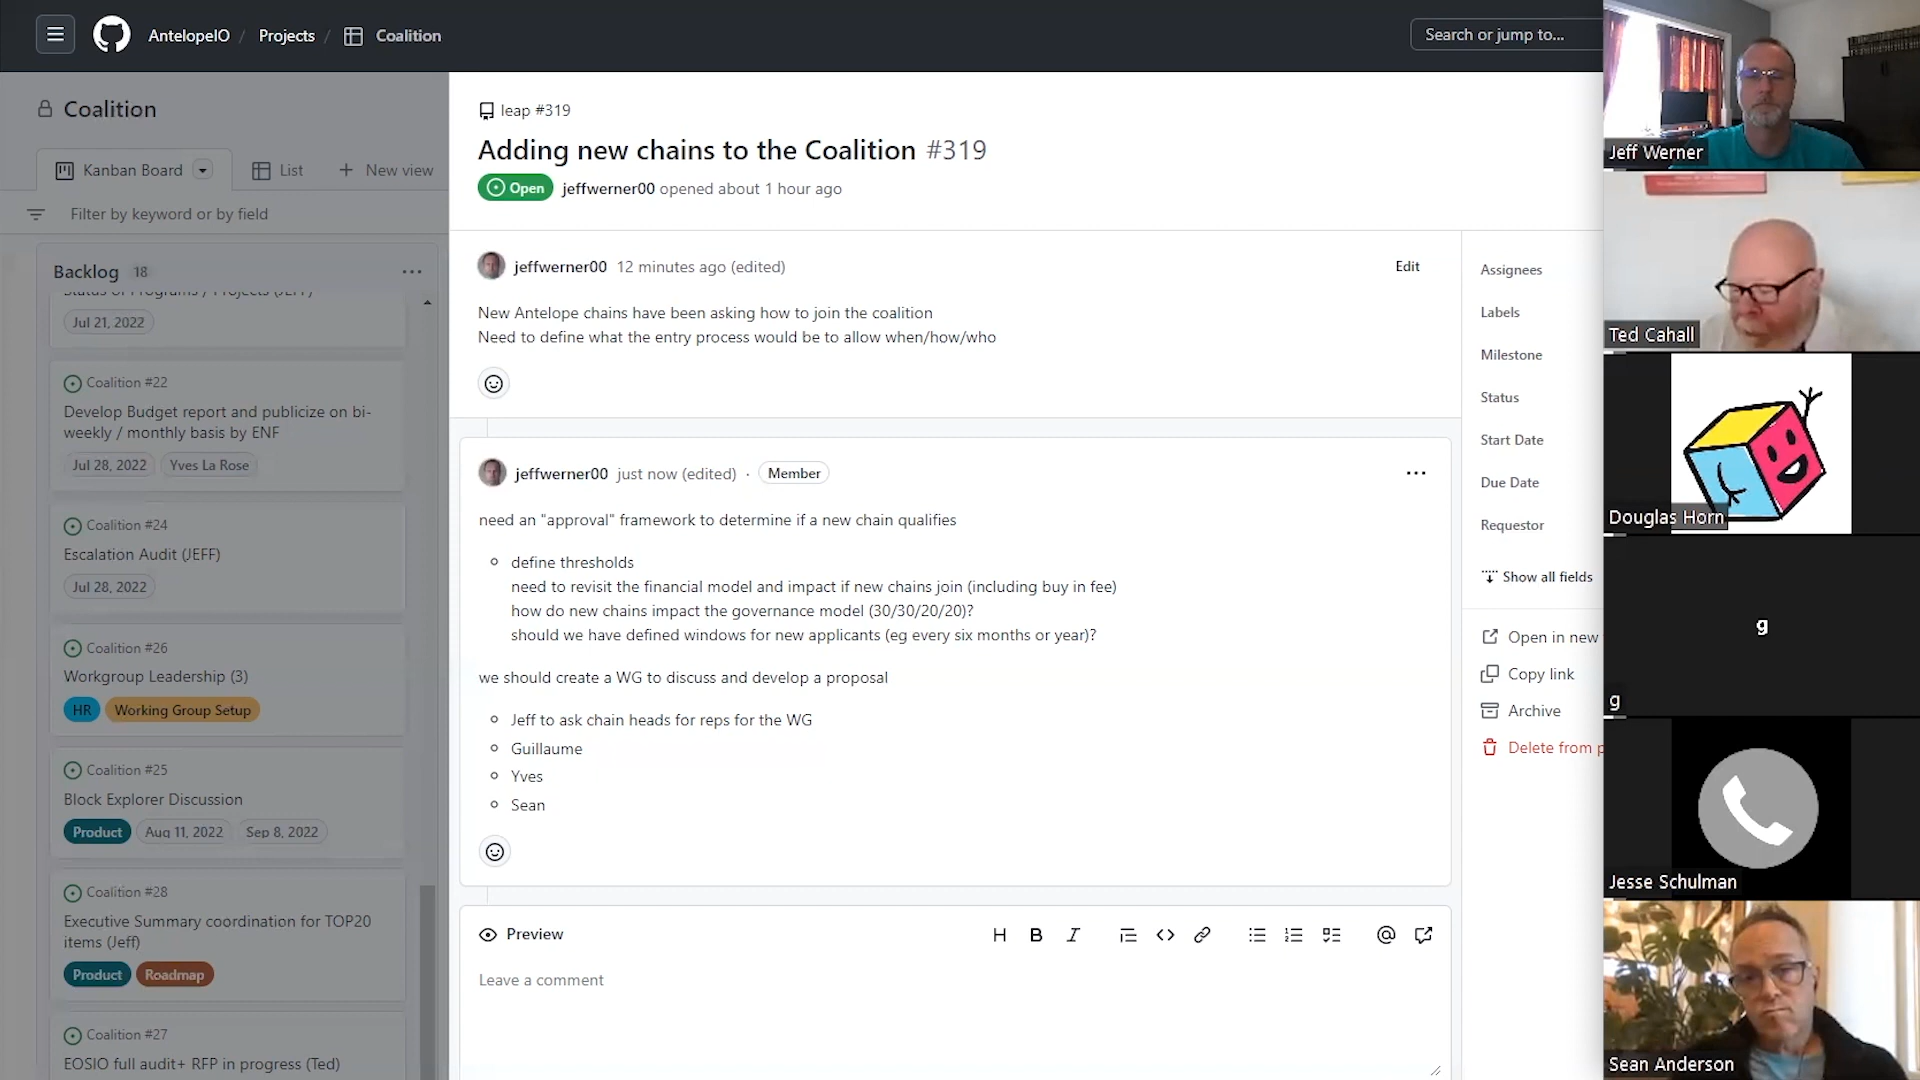 AntelopeIO / Projects / Coalition
Search or jump to...
Coalition
Kanban Board
List
New view
Filter by keyword or by field
Backlog 18
Status of Programs / Projects (JEFF)
Jul 21, 2022
Coalition #22
Develop Budget report and publicize on bi-
weekly / monthly basis by ENF
Jul 28, 2022 Yves La Rose
Coalition #24
Escalation Audit (JEFF)
Jul 28, 2022
Coalition #26
Workgroup Leadership (3)
HR Working Group Setup
Coalition #25
Block Explorer Discussion
Product Aug 11, 2022 Sep 8, 2022
Coalition #28
Executive Summary coordination for TOP20
items (Jeff)
Product Roadmap
Coalition #27
EOSIO full audit+ RFP in progress (Ted)
leap #319
Adding new chains to the Coalition #319
Open jeffwerner00 opened about 1 hour ago
jeffwerner00 12 minutes ago (edited)
Edit
New Antelope chains have been asking how to join the coalition
Need to define what the entry process would be to allow when/how/who
jeffwerner00 just now (edited) · Member
need an "approval" framework to determine if a new chain qualifies
define thresholds
need to revisit the financial model and impact if new chains join (including buy in fee)
how do new chains impact the governance model (30/30/20/20)?
should we have defined windows for new applicants (eg every six months or year)?
we should create a WG to discuss and develop a proposal
Jeff to ask chain heads for reps for the WG
Guillaume
Yves
Sean
Preview
H B I
Leave a comment
Assignees
Labels
Milestone
Status
Start Date
Due Date
Requestor
Show all fields
Open in new
Copy link
Archive
Delete from p
Jeff Werner
Ted Cahall
Douglas Horn
g
g
Jesse Schulman
Sean Anderson